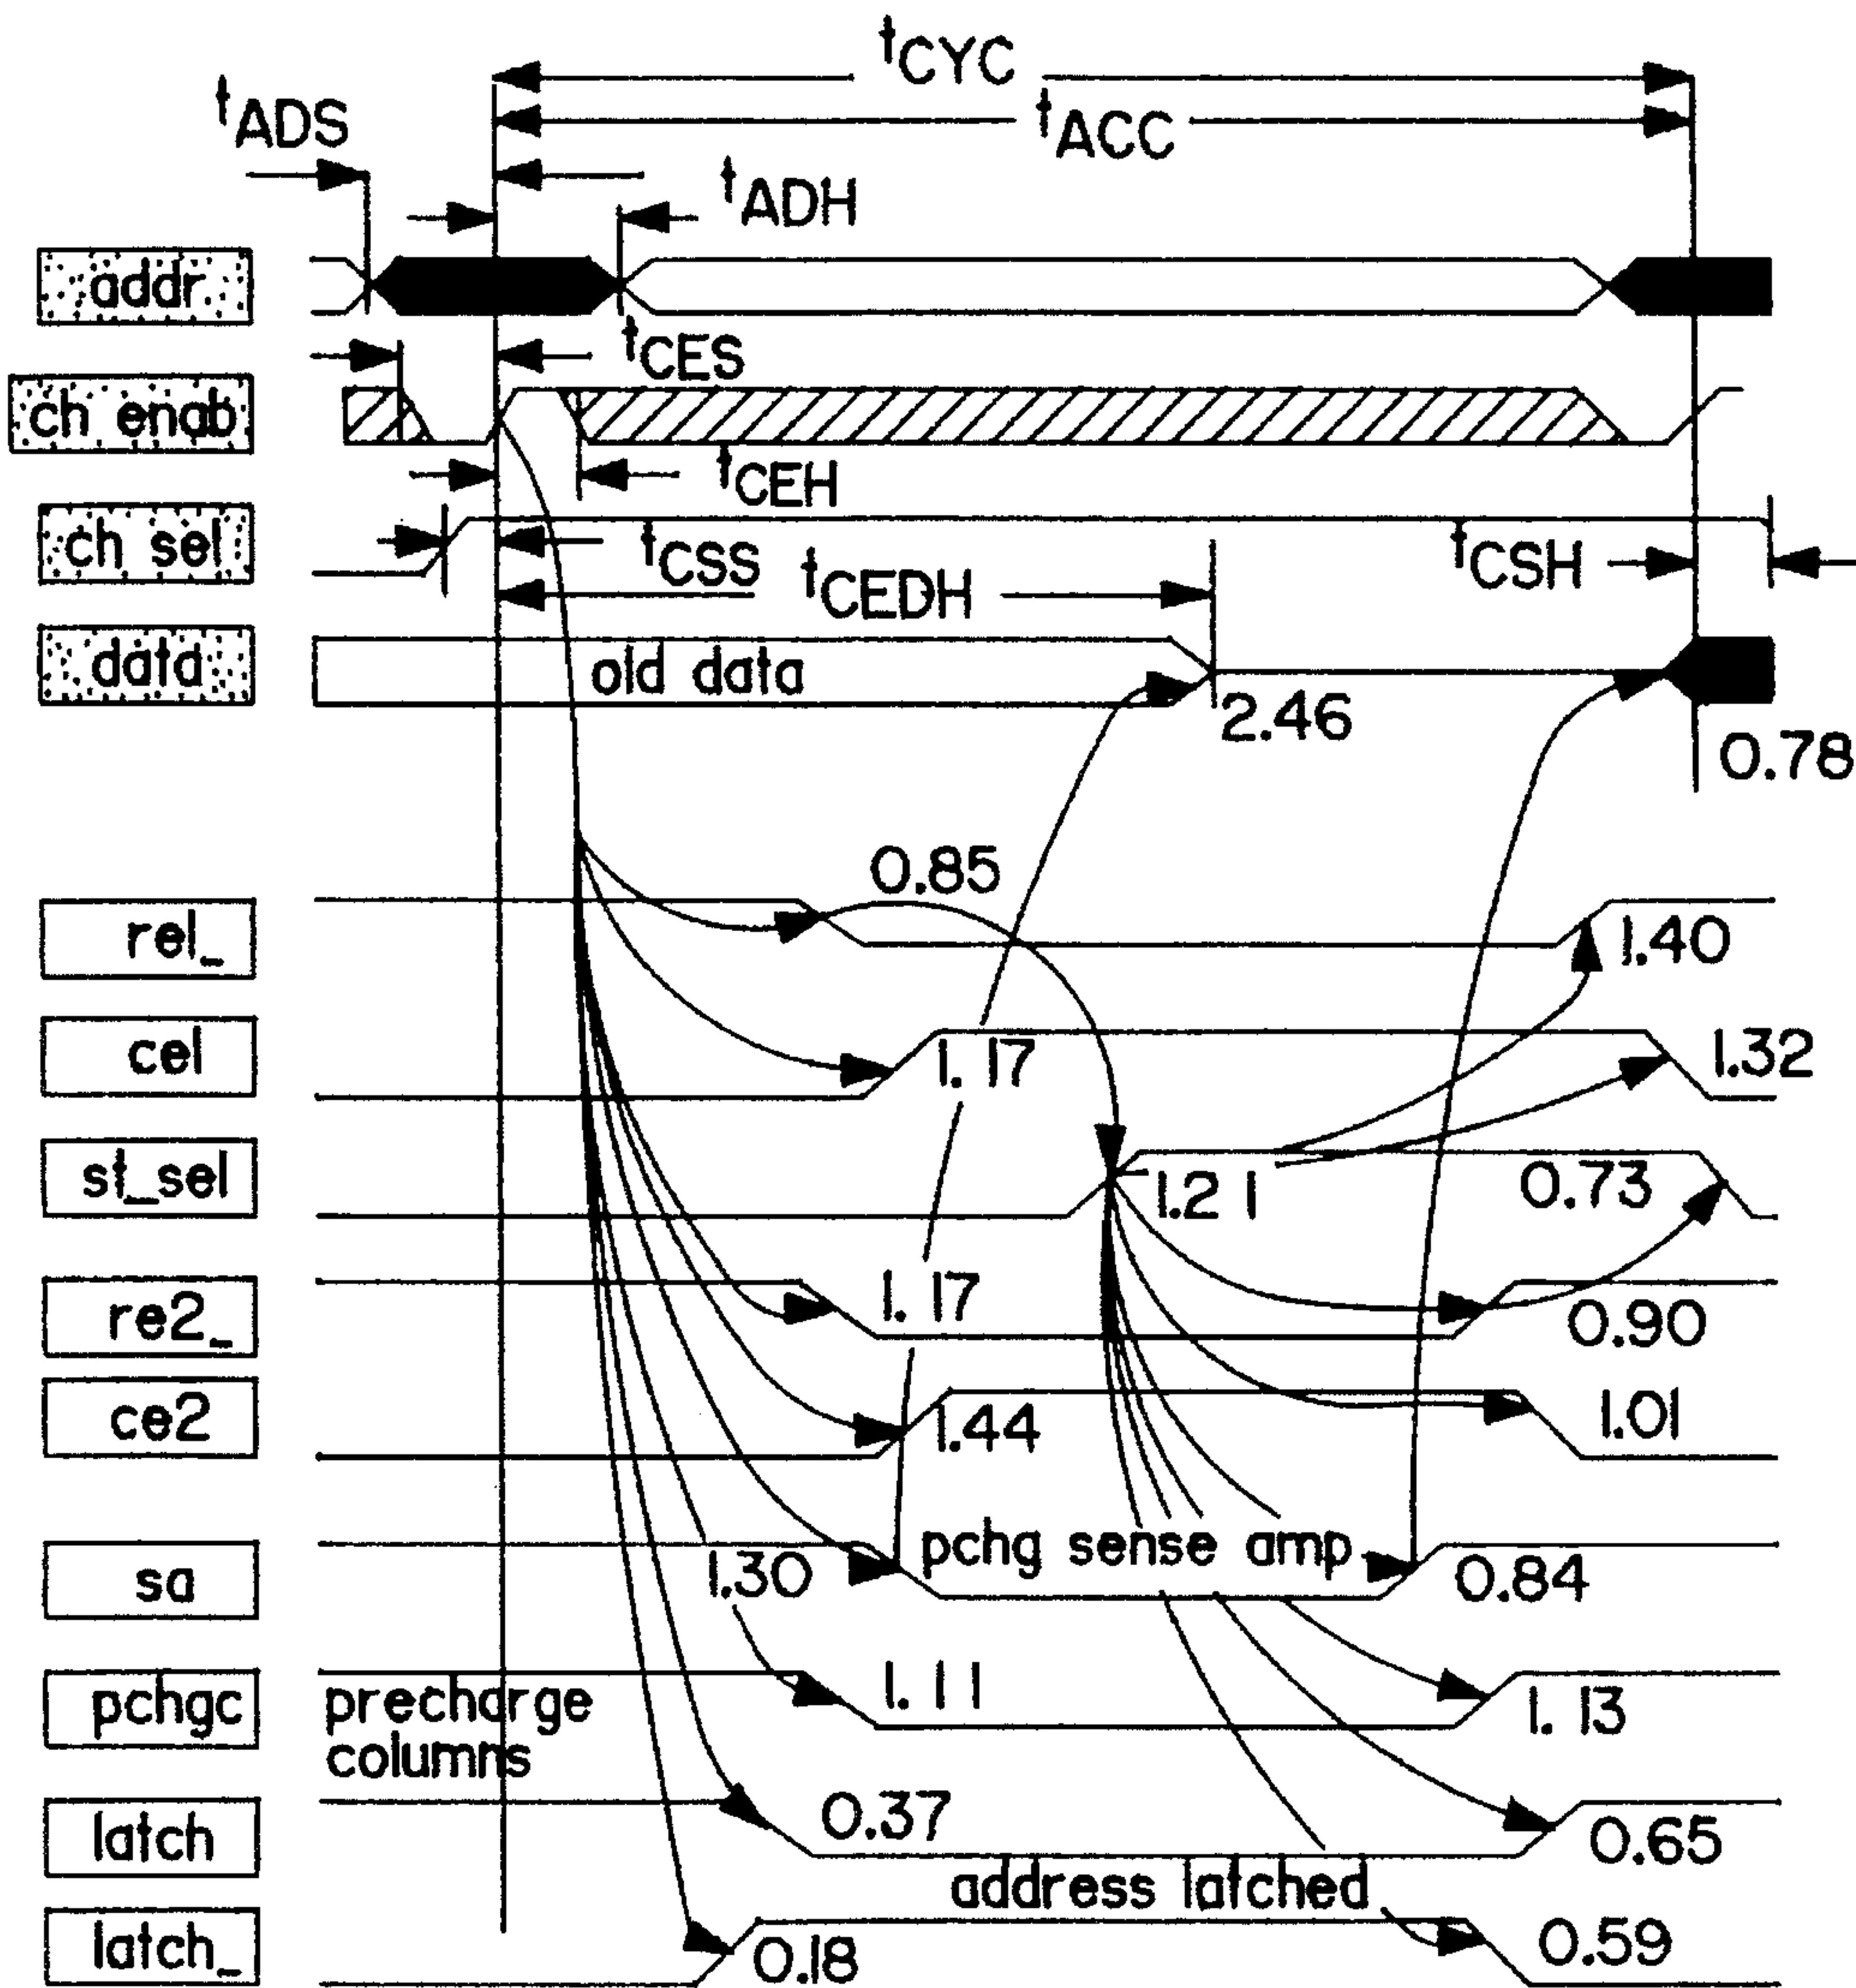 tCYC
tADS
tACC
tADH
addr
tCES
ch enab
tCEH
ch sel
tCSS
tCSH
tCEDH
data
old data
2.46
0.78
0.85
rel_
1.40
cel
1.17
1.32
st_sel
1.21
0.73
re2_
1.17
0.90
ce2
1.44
1.01
sa
1.30
pchg sense amp
0.84
pchgc
precharge
columns
1.11
1.13
latch
0.37
0.65
address latched
latch_
0.18
0.59